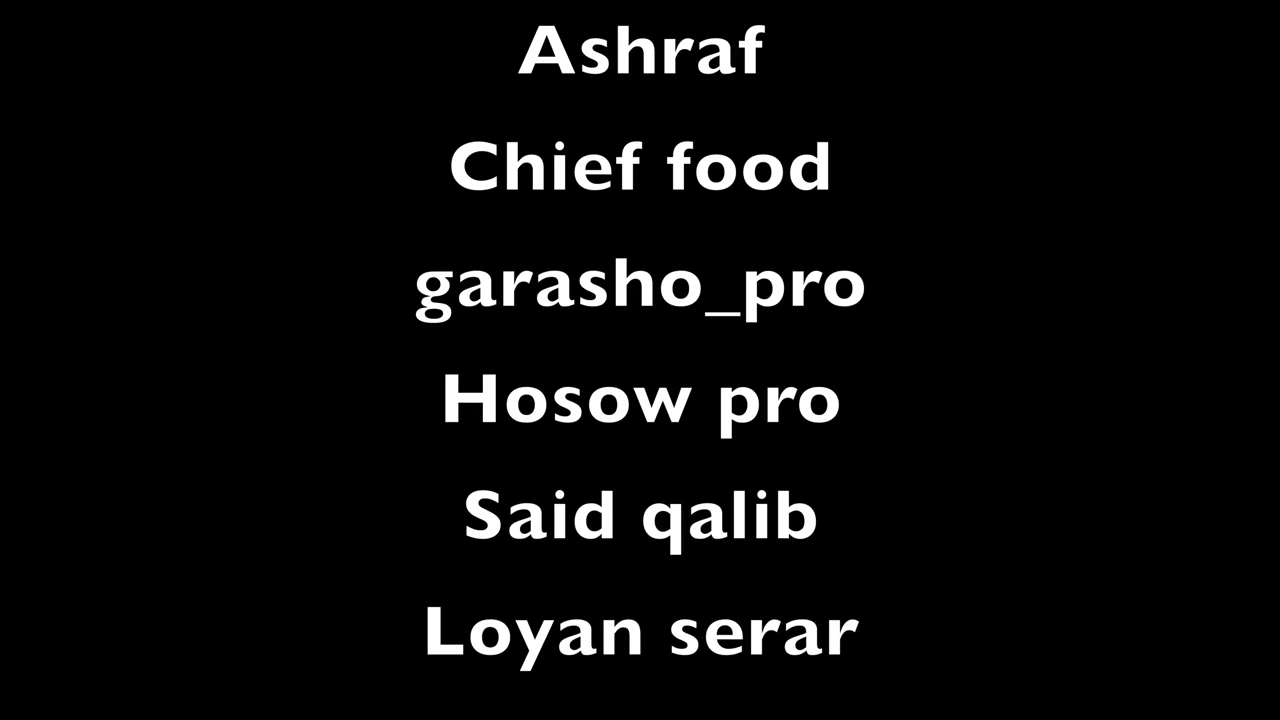 Ashraf
Chief food
garasho_pro
Hosow pro
Said qalib
Loyan serar